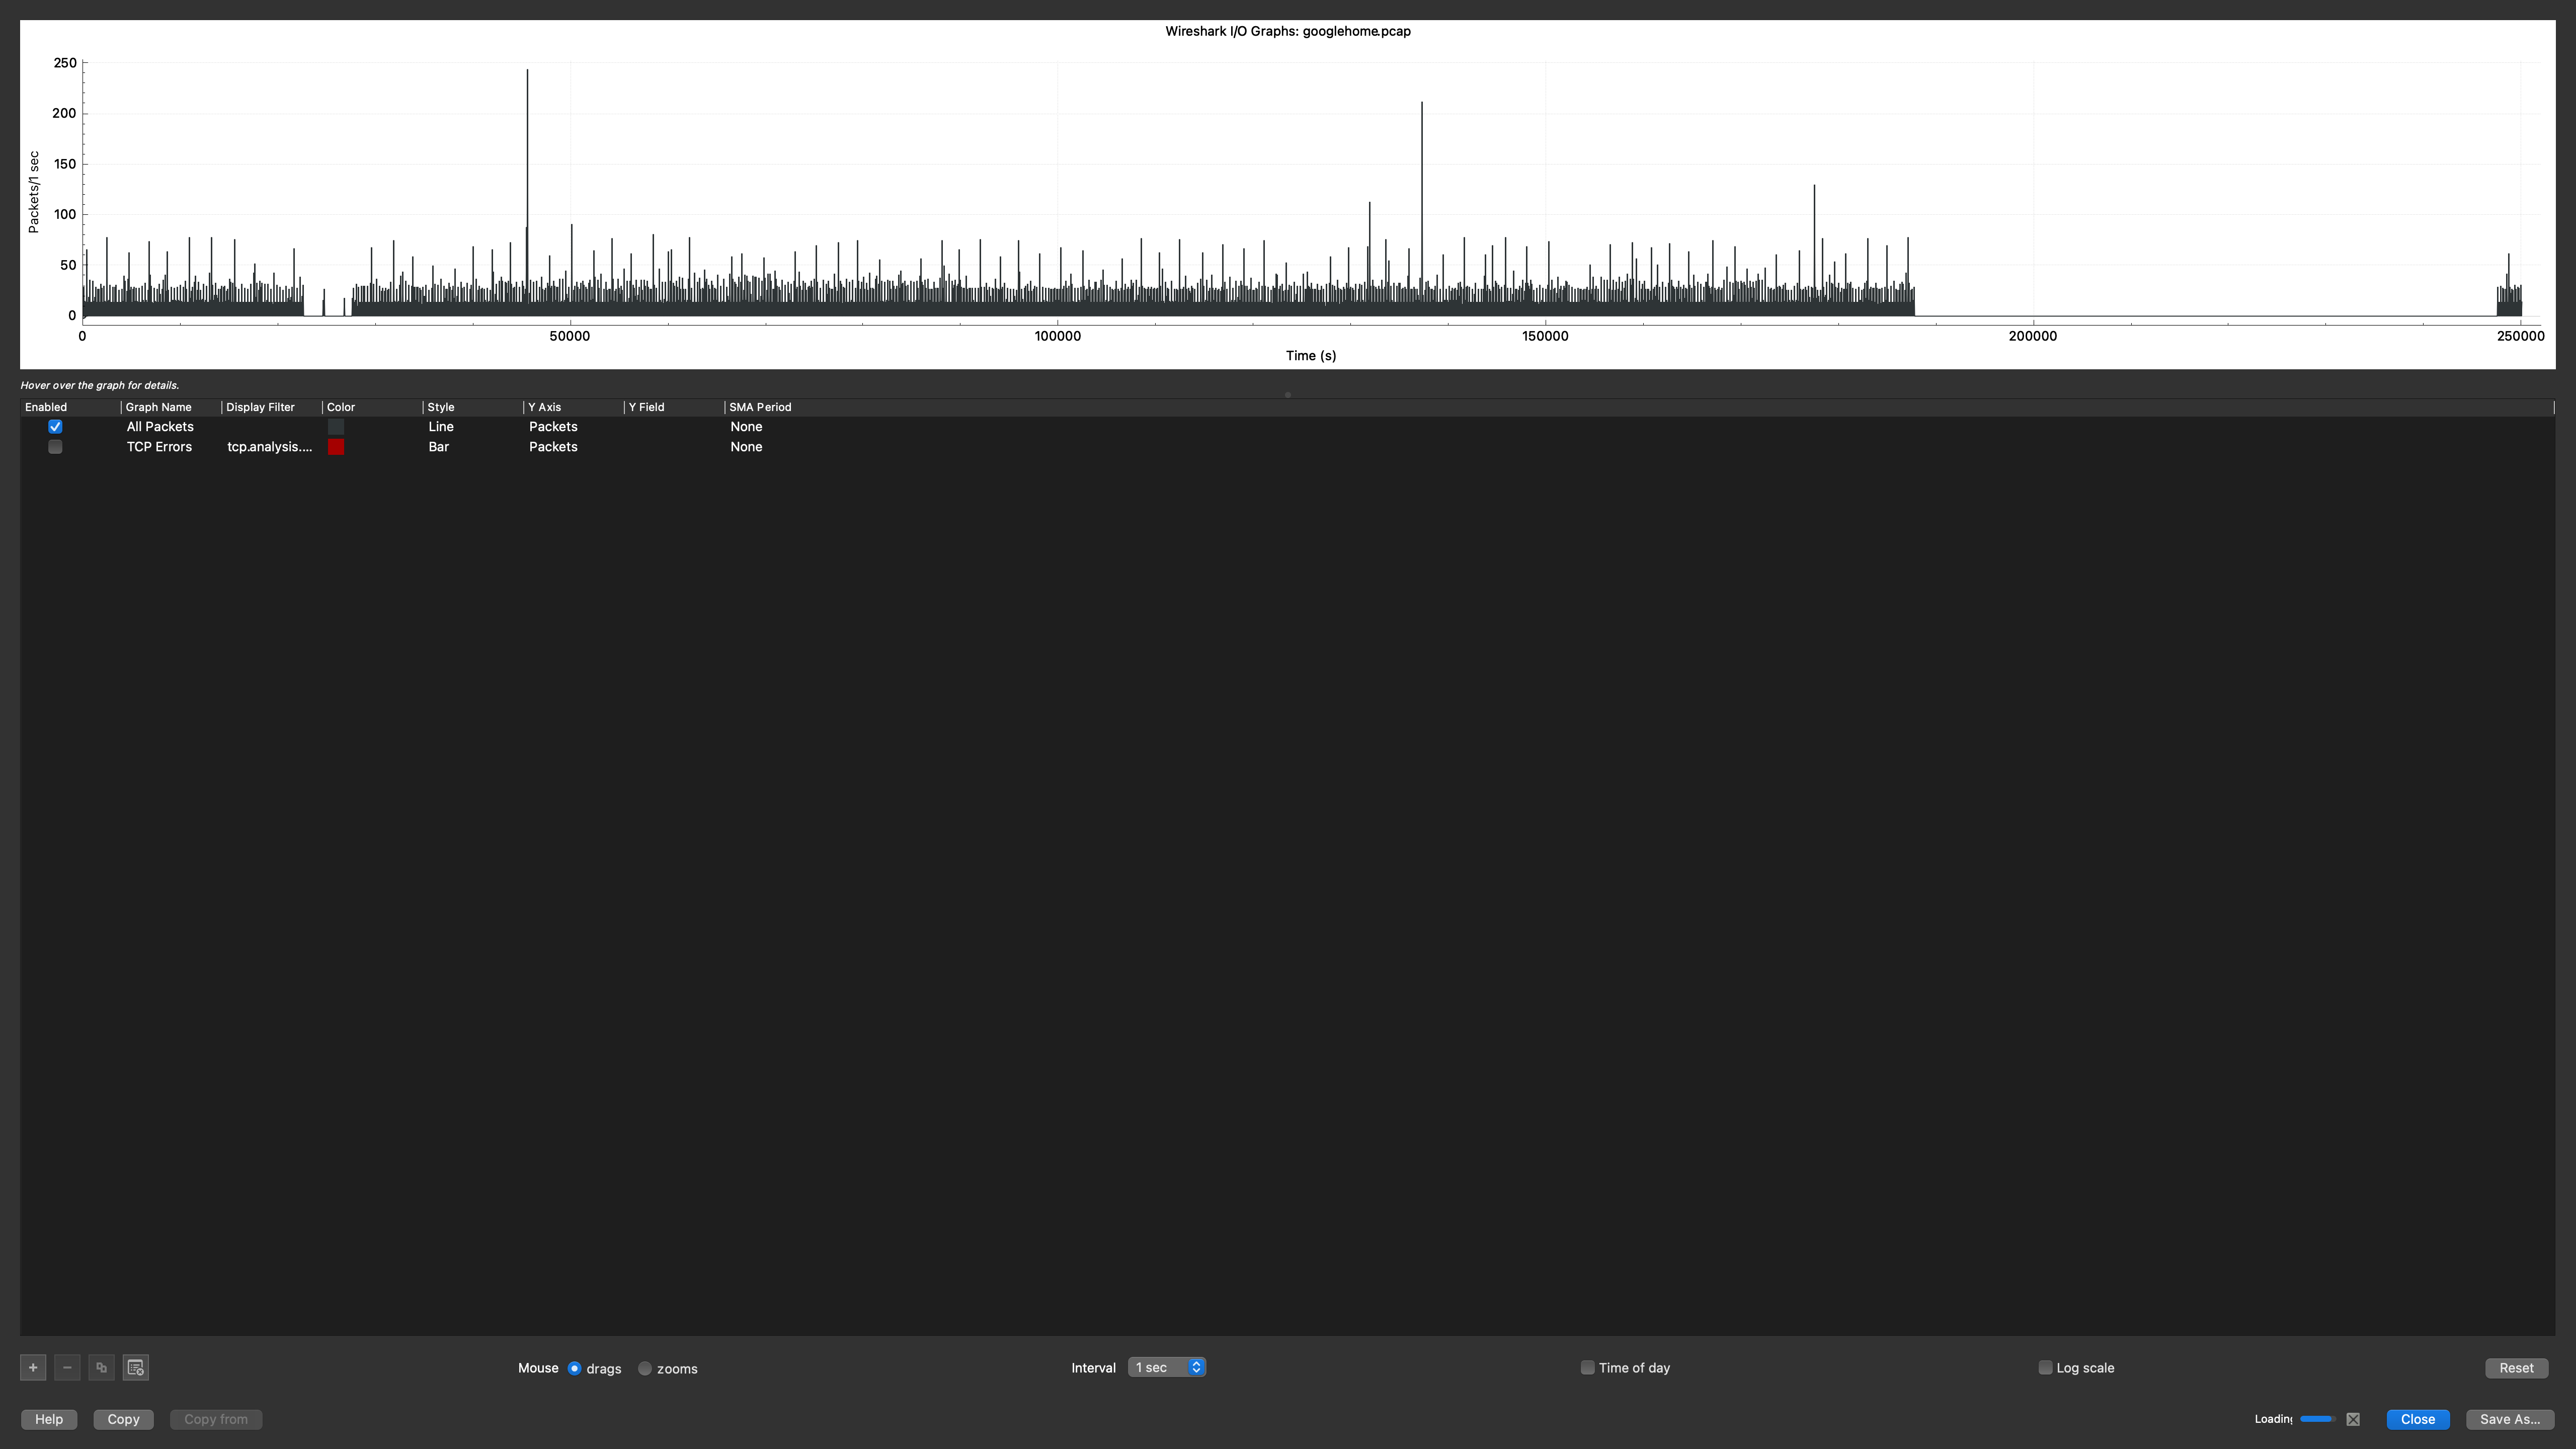 Wireshark I/O Graphs: googlehome.pcap
250
200
150
100
50
0
Packets/1 sec
0 50000 100000 150000 200000 250000
Time (s)
Hover over the graph for details.
Enabled Graph Name Display Filter Color Style Y Axis Y Field SMA Period
All Packets Line Packets None
TCP Errors tcp.analysis.... Bar Packets None
+ − Mouse drags zooms Interval 1 sec Time of day Log scale Reset
Help Copy Copy from Loading Close Save As...